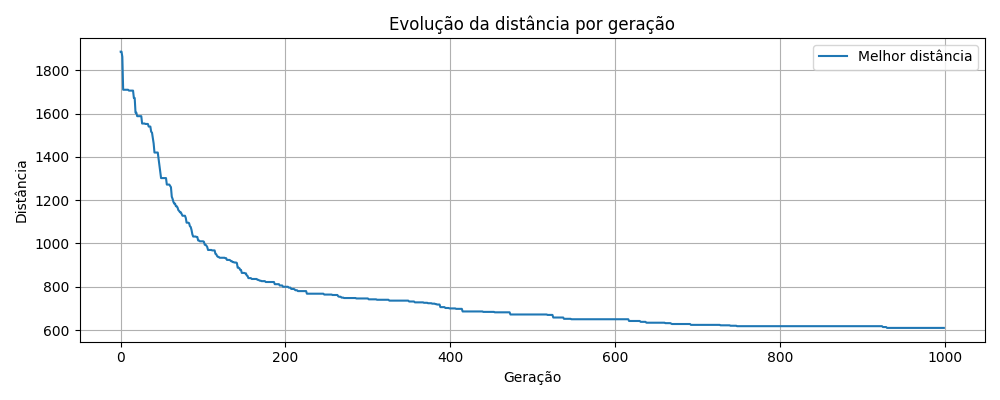 Evolução da distância por geração
Melhor distância
Distância
1800
1600
1400
1200
1000
800
600
0 200 400 600 800 1000
Geração